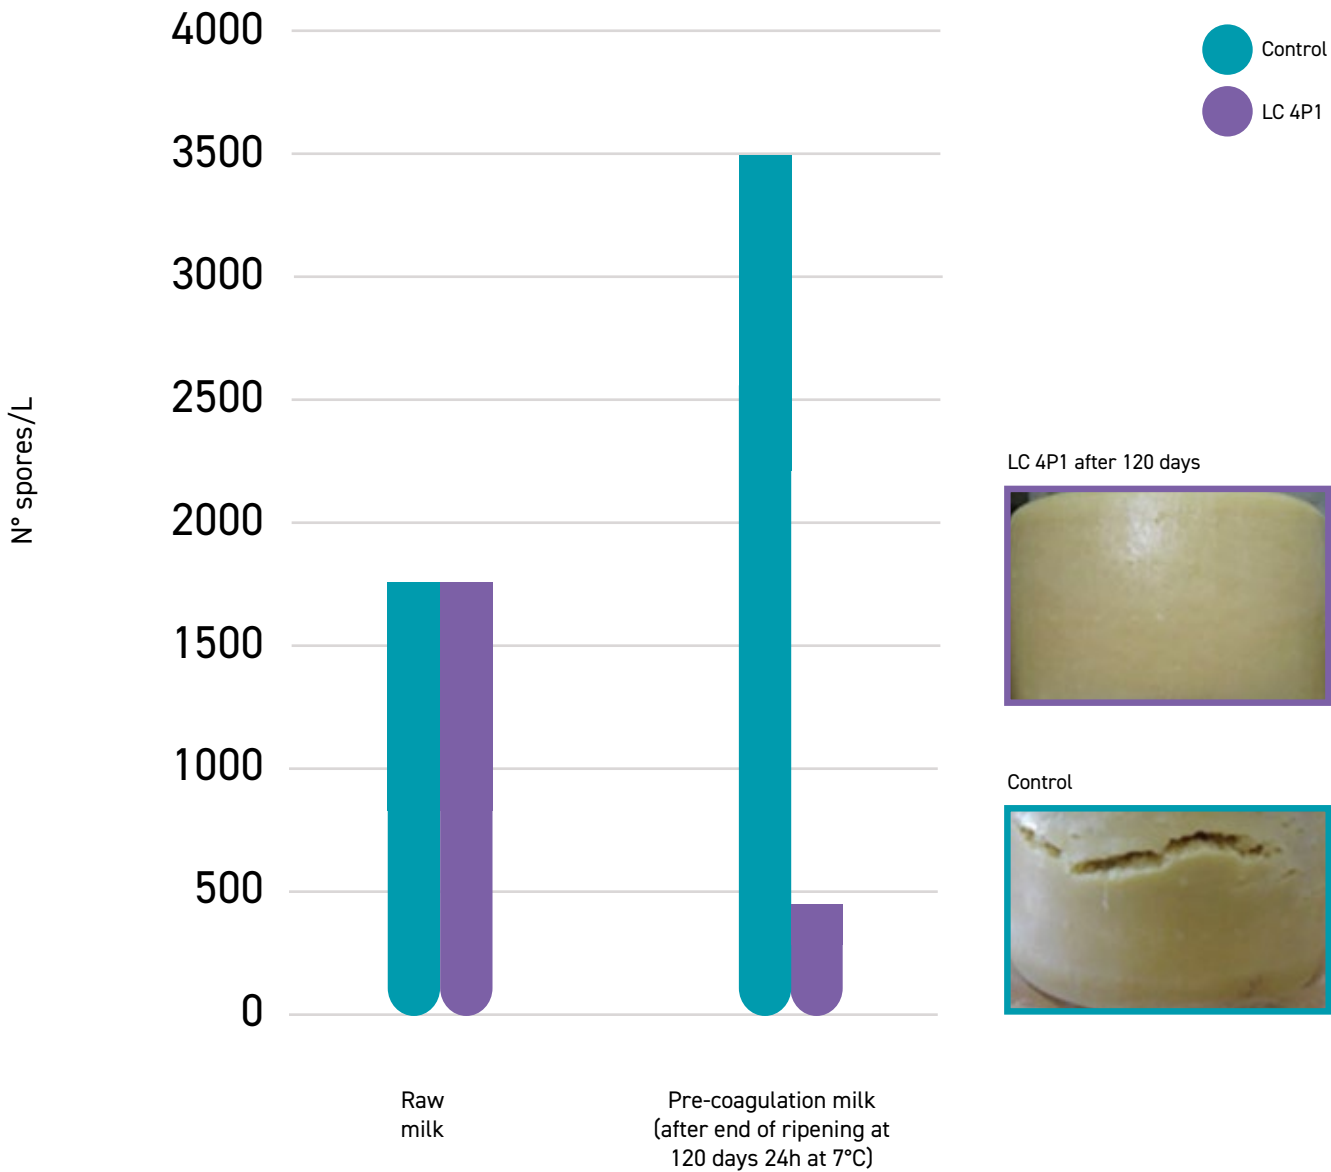 4000
3500
3000
2500
2000
1500
1000
500
0
N° spores/L
Raw
milk
Pre-coagulation milk
(after end of ripening at
120 days 24h at 7°C)
Control
LC 4P1
LC 4P1 after 120 days
Control